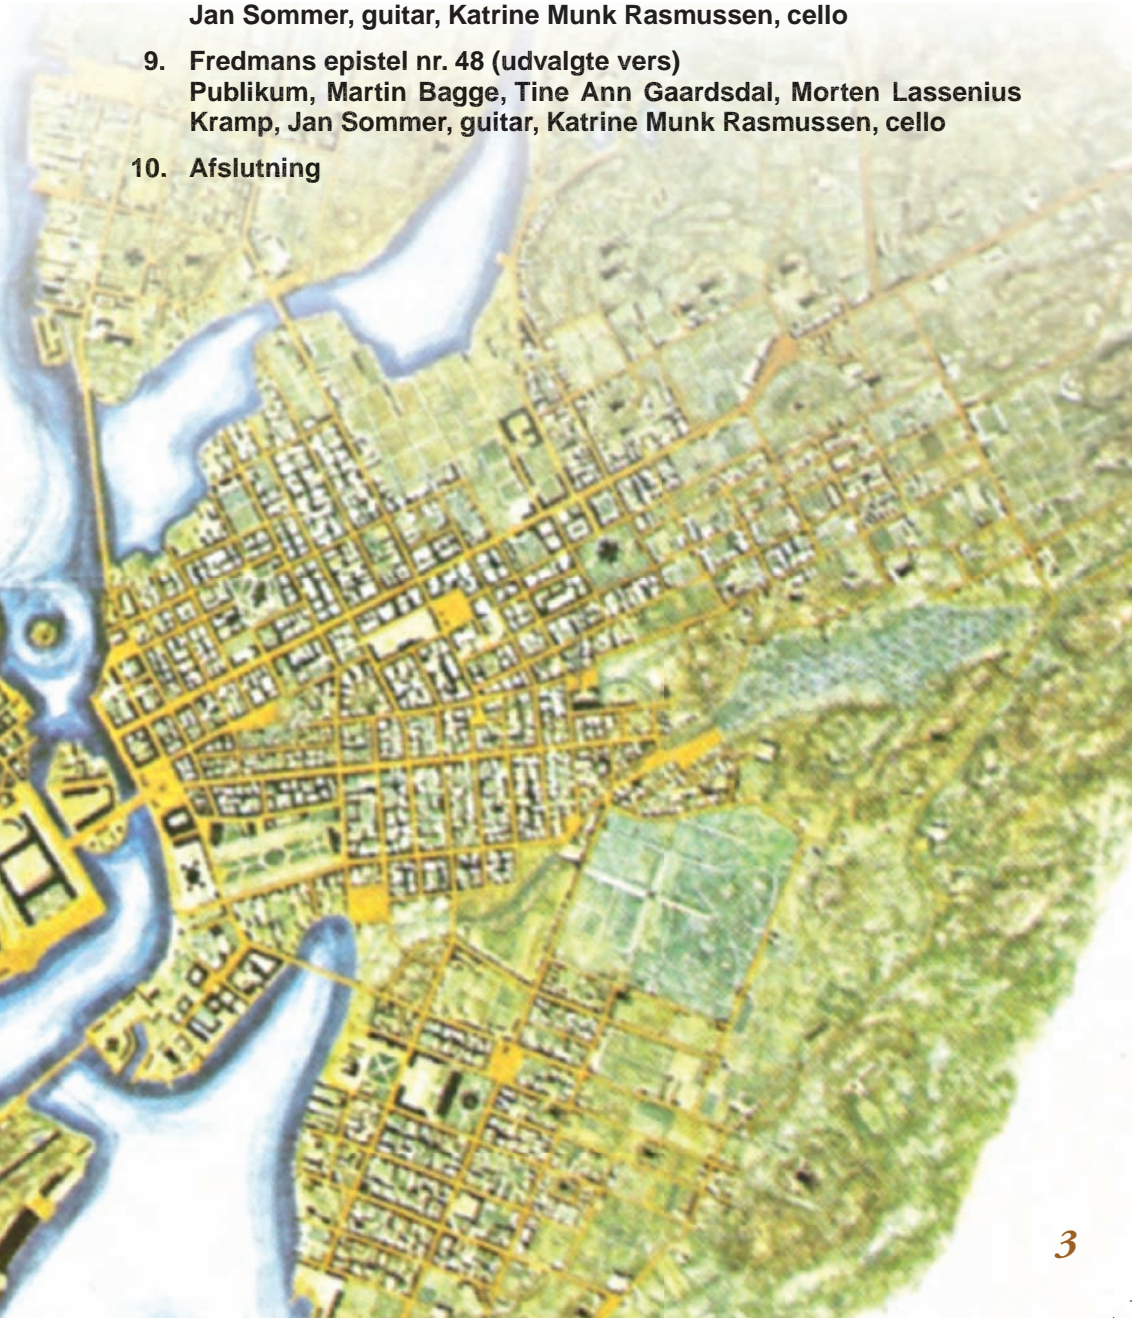 Jan Sommer, guitar, Katrine Munk Rasmussen, cello
9. Fredmans epistel nr. 48 (udvalgte vers)
Publikum, Martin Bagge, Tine Ann Gaardsdal, Morten Lassenius
Kramp, Jan Sommer, guitar, Katrine Munk Rasmussen, cello
10. Afslutning
3